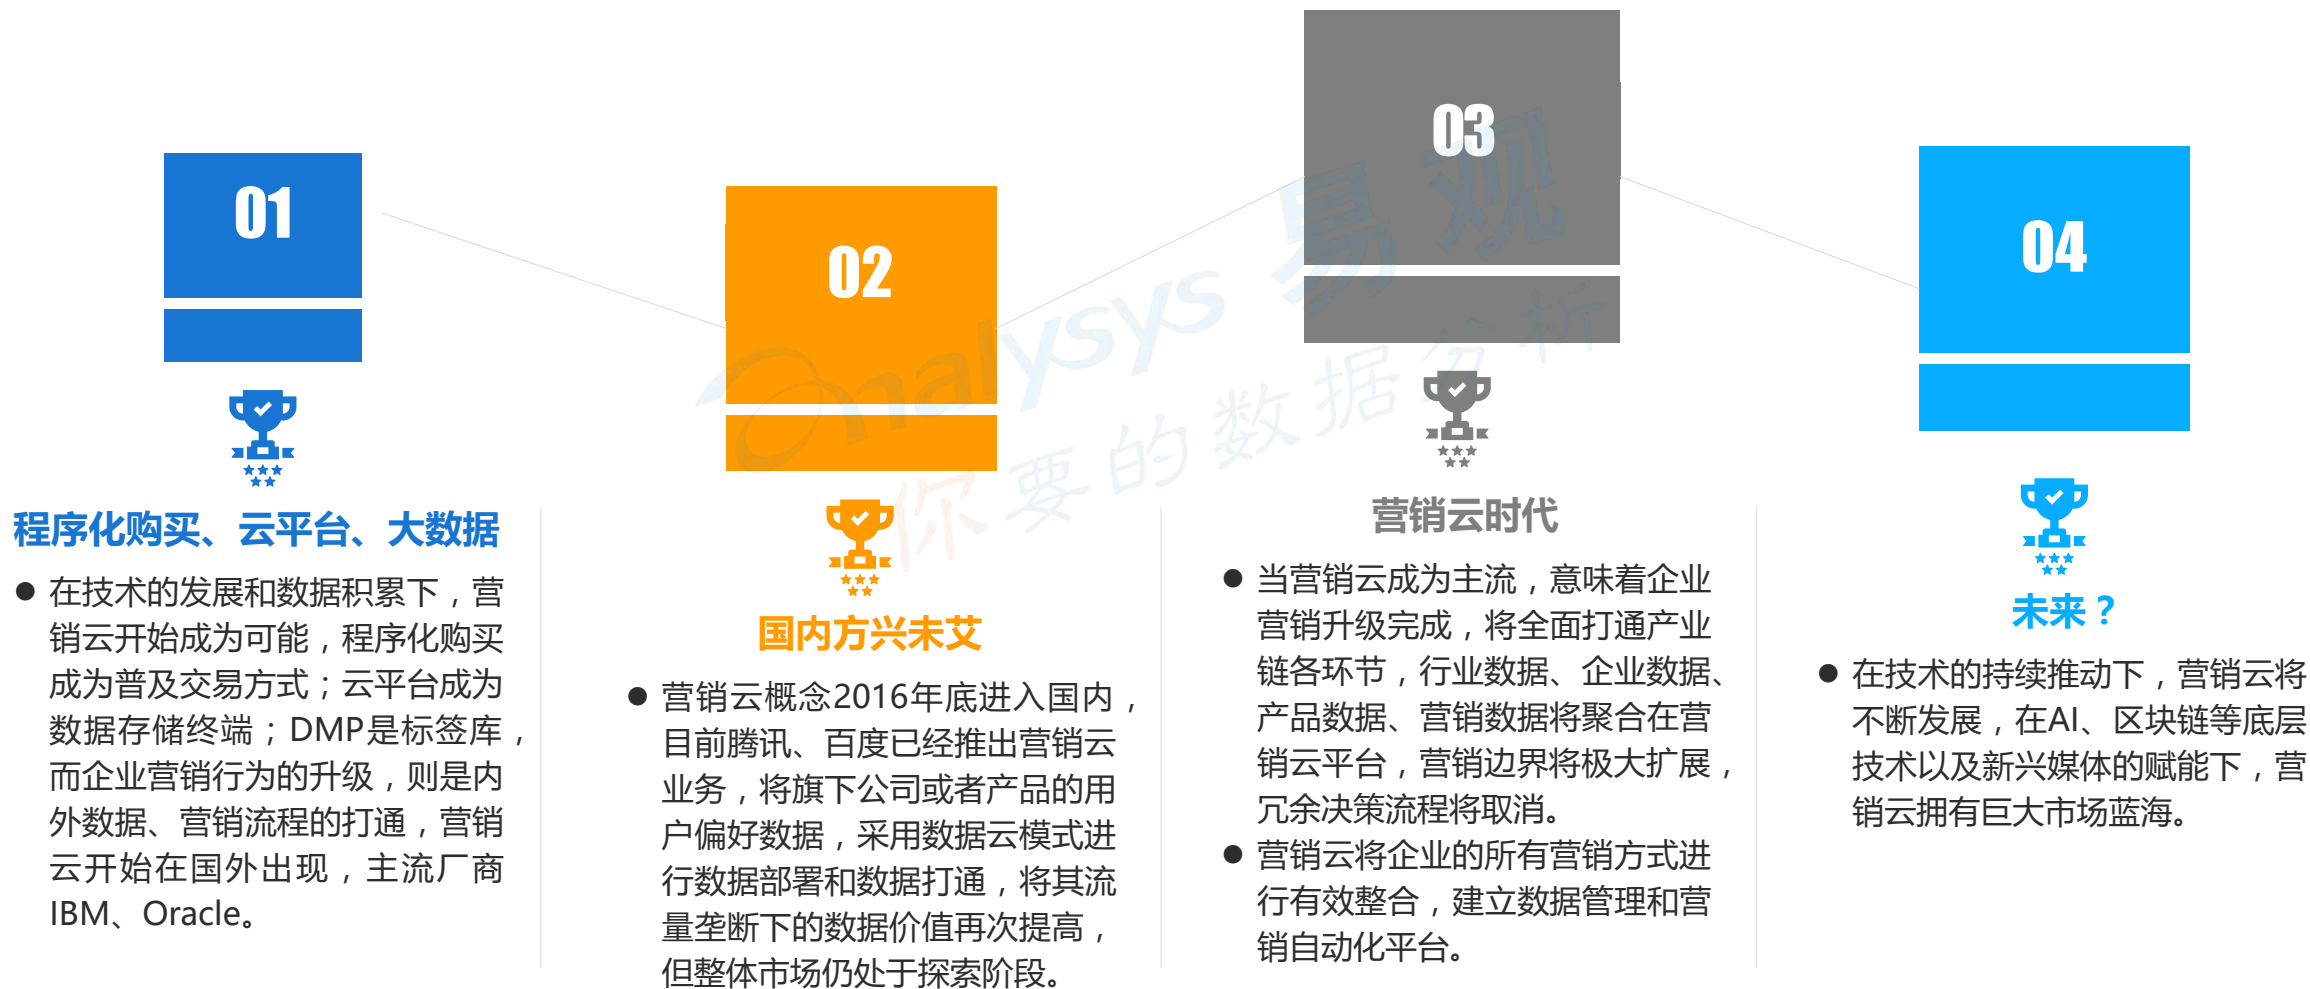 01
程序化购买、云平台、大数据
在技术的发展和数据积累下，营
销云开始成为可能，程序化购买
成为普及交易方式；云平台成为
数据存储终端；DMP是标签库，
而企业营销行为的升级，则是内
外数据、营销流程的打通，营销
云开始在国外出现，主流厂商
IBM、Oracle。
02
国内方兴未艾
营销云概念2016年底进入国内，
目前腾讯、百度已经推出营销云
业务，将旗下公司或者产品的用
户偏好数据，采用数据云模式进
行数据部署和数据打通，将其流
量垄断下的数据价值再次提高，
但整体市场仍处于探索阶段。
03
营销云时代
当营销云成为主流，意味着企业
营销升级完成，将全面打通产业
链各环节，行业数据、企业数据、
产品数据、营销数据将聚合在营
销云平台，营销边界将极大扩展，
冗余决策流程将取消。
营销云将企业的所有营销方式进
行有效整合，建立数据管理和营
销自动化平台。
04
未来？
在技术的持续推动下，营销云将
不断发展，在AI、区块链等底层
技术以及新兴媒体的赋能下，营
销云拥有巨大市场蓝海。
Analysys 易观
你要的数据分析